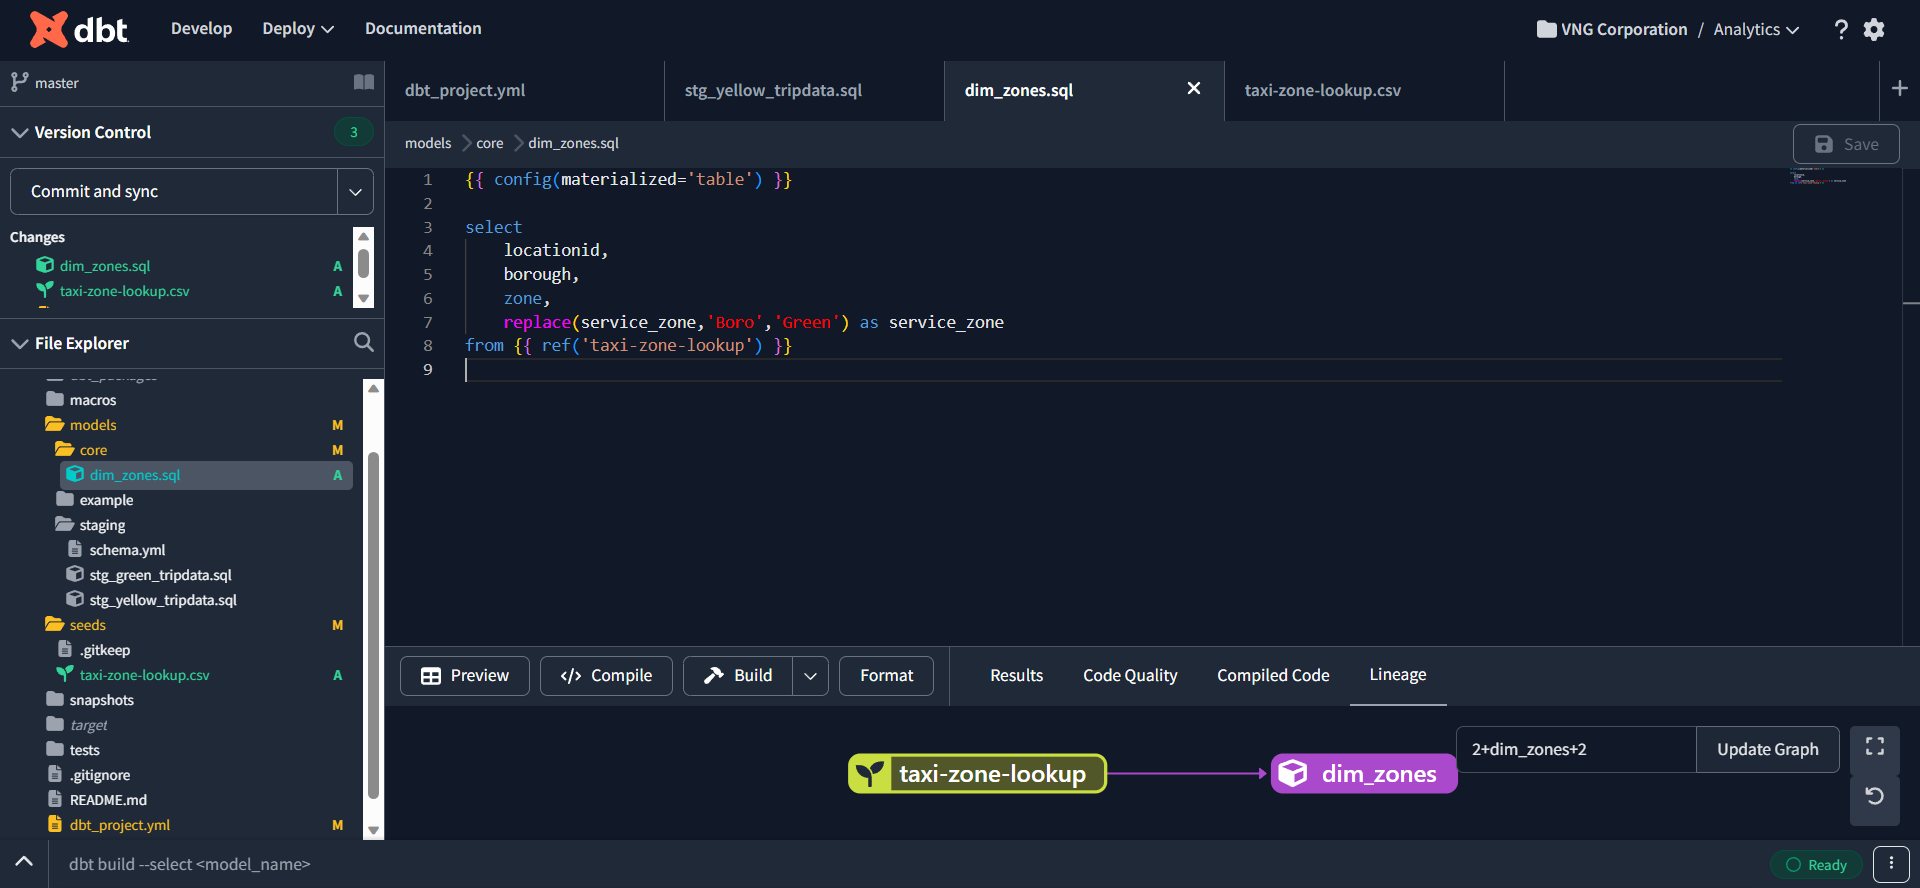 dbt Develop Deploy Documentation VNG Corporation / Analytics ?
master
Version Control 3
Commit and sync
Changes
dim_zones.sql A
taxi-zone-lookup.csv A
File Explorer
dbt_packages
macros
models M
core M
dim_zones.sql A
example
staging
schema.yml
stg_green_tripdata.sql
stg_yellow_tripdata.sql
seeds M
.gitkeep
taxi-zone-lookup.csv A
snapshots
target
tests
.gitignore
README.md
dbt_project.yml M
dbt_project.yml stg_yellow_tripdata.sql dim_zones.sql taxi-zone-lookup.csv
models core dim_zones.sql Save
1 {{ config(materialized='table') }}
2
3 select
4 locationid,
5 borough,
6 zone,
7 replace(service_zone,'Boro','Green') as service_zone
8 from {{ ref('taxi-zone-lookup') }}
9
Preview </> Compile Build Format Results Code Quality Compiled Code Lineage
2+dim_zones+2 Update Graph
taxi-zone-lookup dim_zones
dbt build --select <model_name> Ready